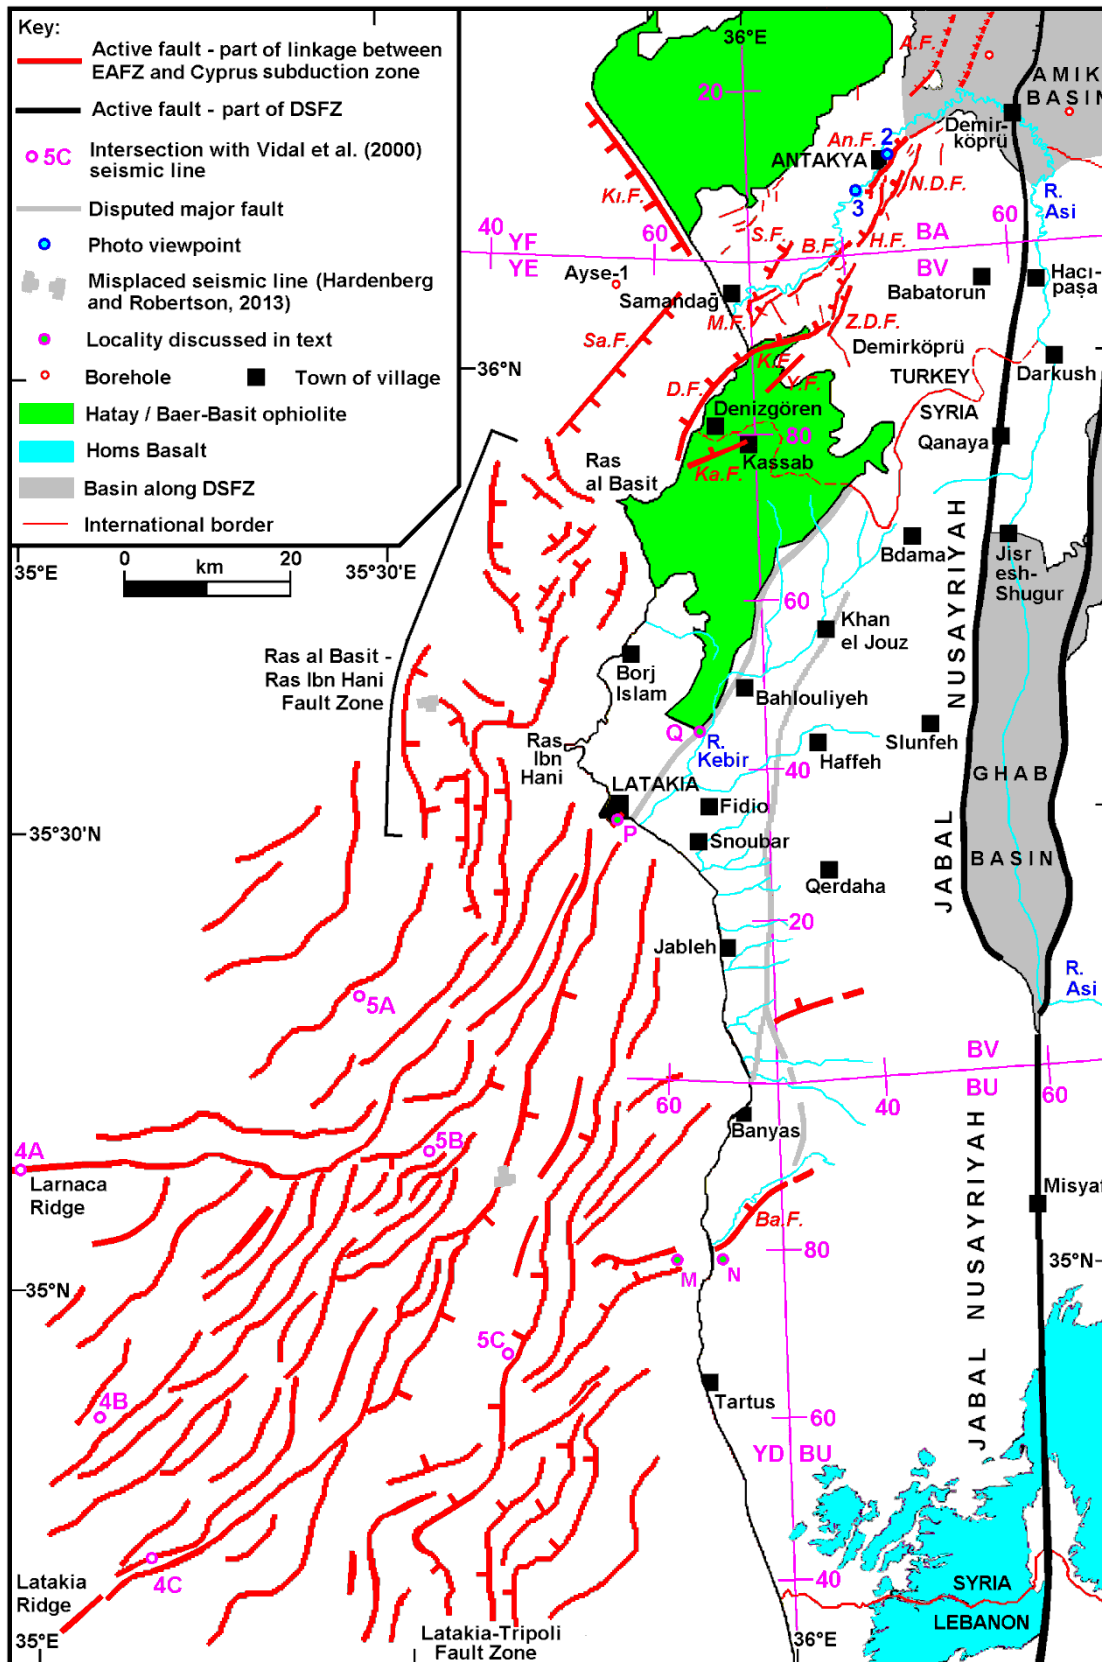 Key:
Active fault - part of linkage between
EAFZ and Cyprus subduction zone
Active fault - part of DSFZ
5C
Intersection with Vidal et al. (2000)
seismic line
Disputed major fault
Photo viewpoint
Misplaced seismic line (Hardenberg
and Robertson, 2013)
Locality discussed in text
Borehole
Town of village
Hatay / Baer-Basit ophiolite
Homs Basalt
Basin along DSFZ
International border
0
20
km
35°E
35°30'E
36°E
20
A.F.
AMIK
BASIN
An.F.
2
Demir-
köprü
ANTAKYA
N.D.F.
3
R.
Asi
Kı.F.
40
YF
60
S.F.
B.F.
H.F.
BA
60
YE
BV
Ayse-1
Samandağ
Babatorun
Hacı-
paşa
M.F.
Z.D.F.
Sa.F.
Demirköprü
36°N
K.F.
TURKEY
Darkush
D.F.
Y.F.
Denizgören
SYRIA
80
Qanaya
Kassab
Ras
al Basit
Ka.F.
Bdama
Jisr
esh-
Shugur
60
Khan
el Jouz
Ras al Basit -
Ras Ibn Hani
Fault Zone
Borj
Islam
Bahlouliyeh
JABAL NUSAYRIYAH
Slunfeh
Q
R.
Kebir
Ras
Ibn
Hani
Haffeh
40
GHAB
LATAKIA
Fidio
35°30'N
P
Snoubar
BASIN
Qerdaha
20
Jableh
R.
Asi
5A
BV
60
40
BU
60
Banyas
4A
5B
Larnaca
Ridge
Misyaf
Ba.F.
80
M
N
35°N
35°N
5C
JABAL NUSAYRIYAH
4B
Tartus
60
YD
BU
4C
40
Latakia
Ridge
SYRIA
LEBANON
35°E
Latakia-Tripoli
Fault Zone
36°E